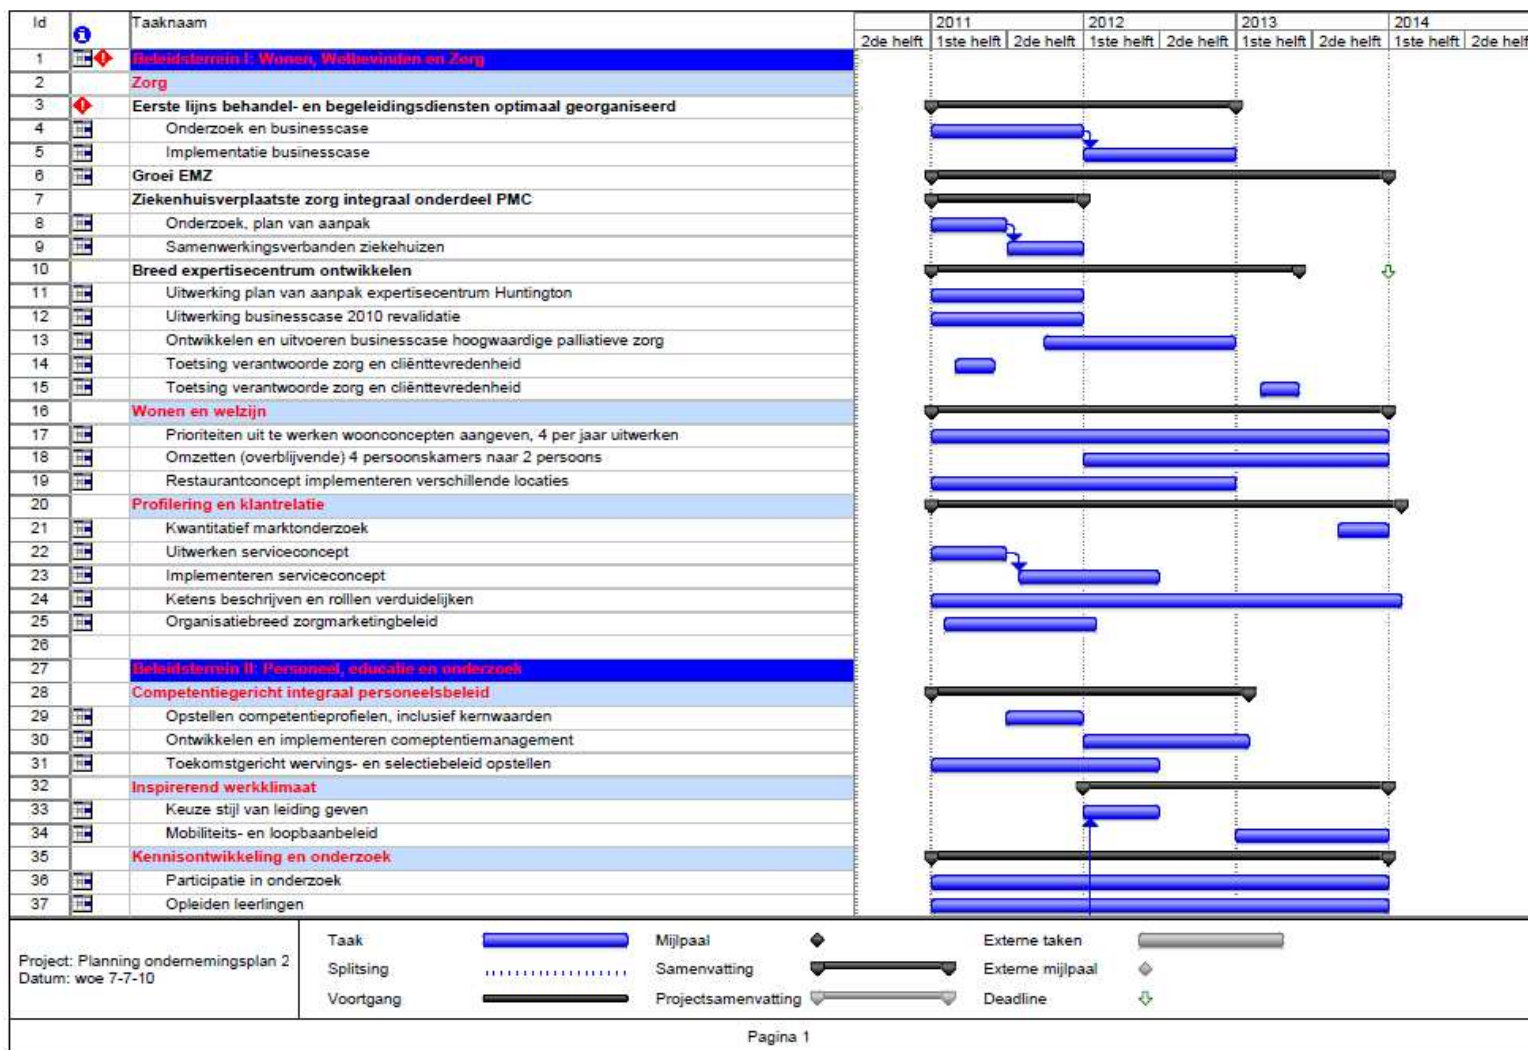 Id Taaknaam 2011 2012 2013 2014
2de helft 1ste helft 2de helft 1ste helft 2de helft 1ste helft 2de helft 1ste helft 2de helft
1 Beleidsterrein I: Wonen, Welbevinden en Zorg
2 Zorg
3 Eerste lijns behandel- en begeleidingsdiensten optimaal georganiseerd
4 Onderzoek en businesscase
5 Implementatie businesscase
6 Groei EMZ
7 Ziekenhuisverplaatste zorg integraal onderdeel PMC
8 Onderzoek, plan van aanpak
9 Samenwerkingsverbanden ziekehuizen
10 Breed expertisecentrum ontwikkelen
11 Uitwerking plan van aanpak expertisecentrum Huntington
12 Uitwerking businesscase 2010 revalidatie
13 Ontwikkelen en uitvoeren businesscase hoogwaardige palliatieve zorg
14 Toetsing verantwoorde zorg en cliënttevredenheid
15 Toetsing verantwoorde zorg en cliënttevredenheid
16 Wonen en welzijn
17 Prioriteiten uit te werken woonconcepten aangeven, 4 per jaar uitwerken
18 Omzetten (overblijvende) 4 persoonskamers naar 2 persoons
19 Restaurantconcept implementeren verschillende locaties
20 Profilering en klantrelatie
21 Kwantitatief marktonderzoek
22 Uitwerken serviceconcept
23 Implementeren serviceconcept
24 Ketens beschrijven en rolllen verduidelijken
25 Organisatiebreed zorgmarketingbeleid
26
27 Beleidsterrein II: Personeel, educatie en onderzoek
28 Competentiegericht integraal personeelsbeleid
29 Opstellen competentieprofielen, inclusief kernwaarden
30 Ontwikkelen en implementeren comeptentiemanagement
31 Toekomstgericht wervings- en selectiebeleid opstellen
32 Inspirerend werkklimaat
33 Keuze stijl van leiding geven
34 Mobiliteits- en loopbaanbeleid
35 Kennisontwikkeling en onderzoek
36 Participatie in onderzoek
37 Opleiden leerlingen
Project: Planning ondernemingsplan 2
Datum: woe 7-7-10
Taak Mijlpaal Externe taken
Splitsing Samenvatting Externe mijlpaal
Voortgang Projectsamenvatting Deadline
Pagina 1